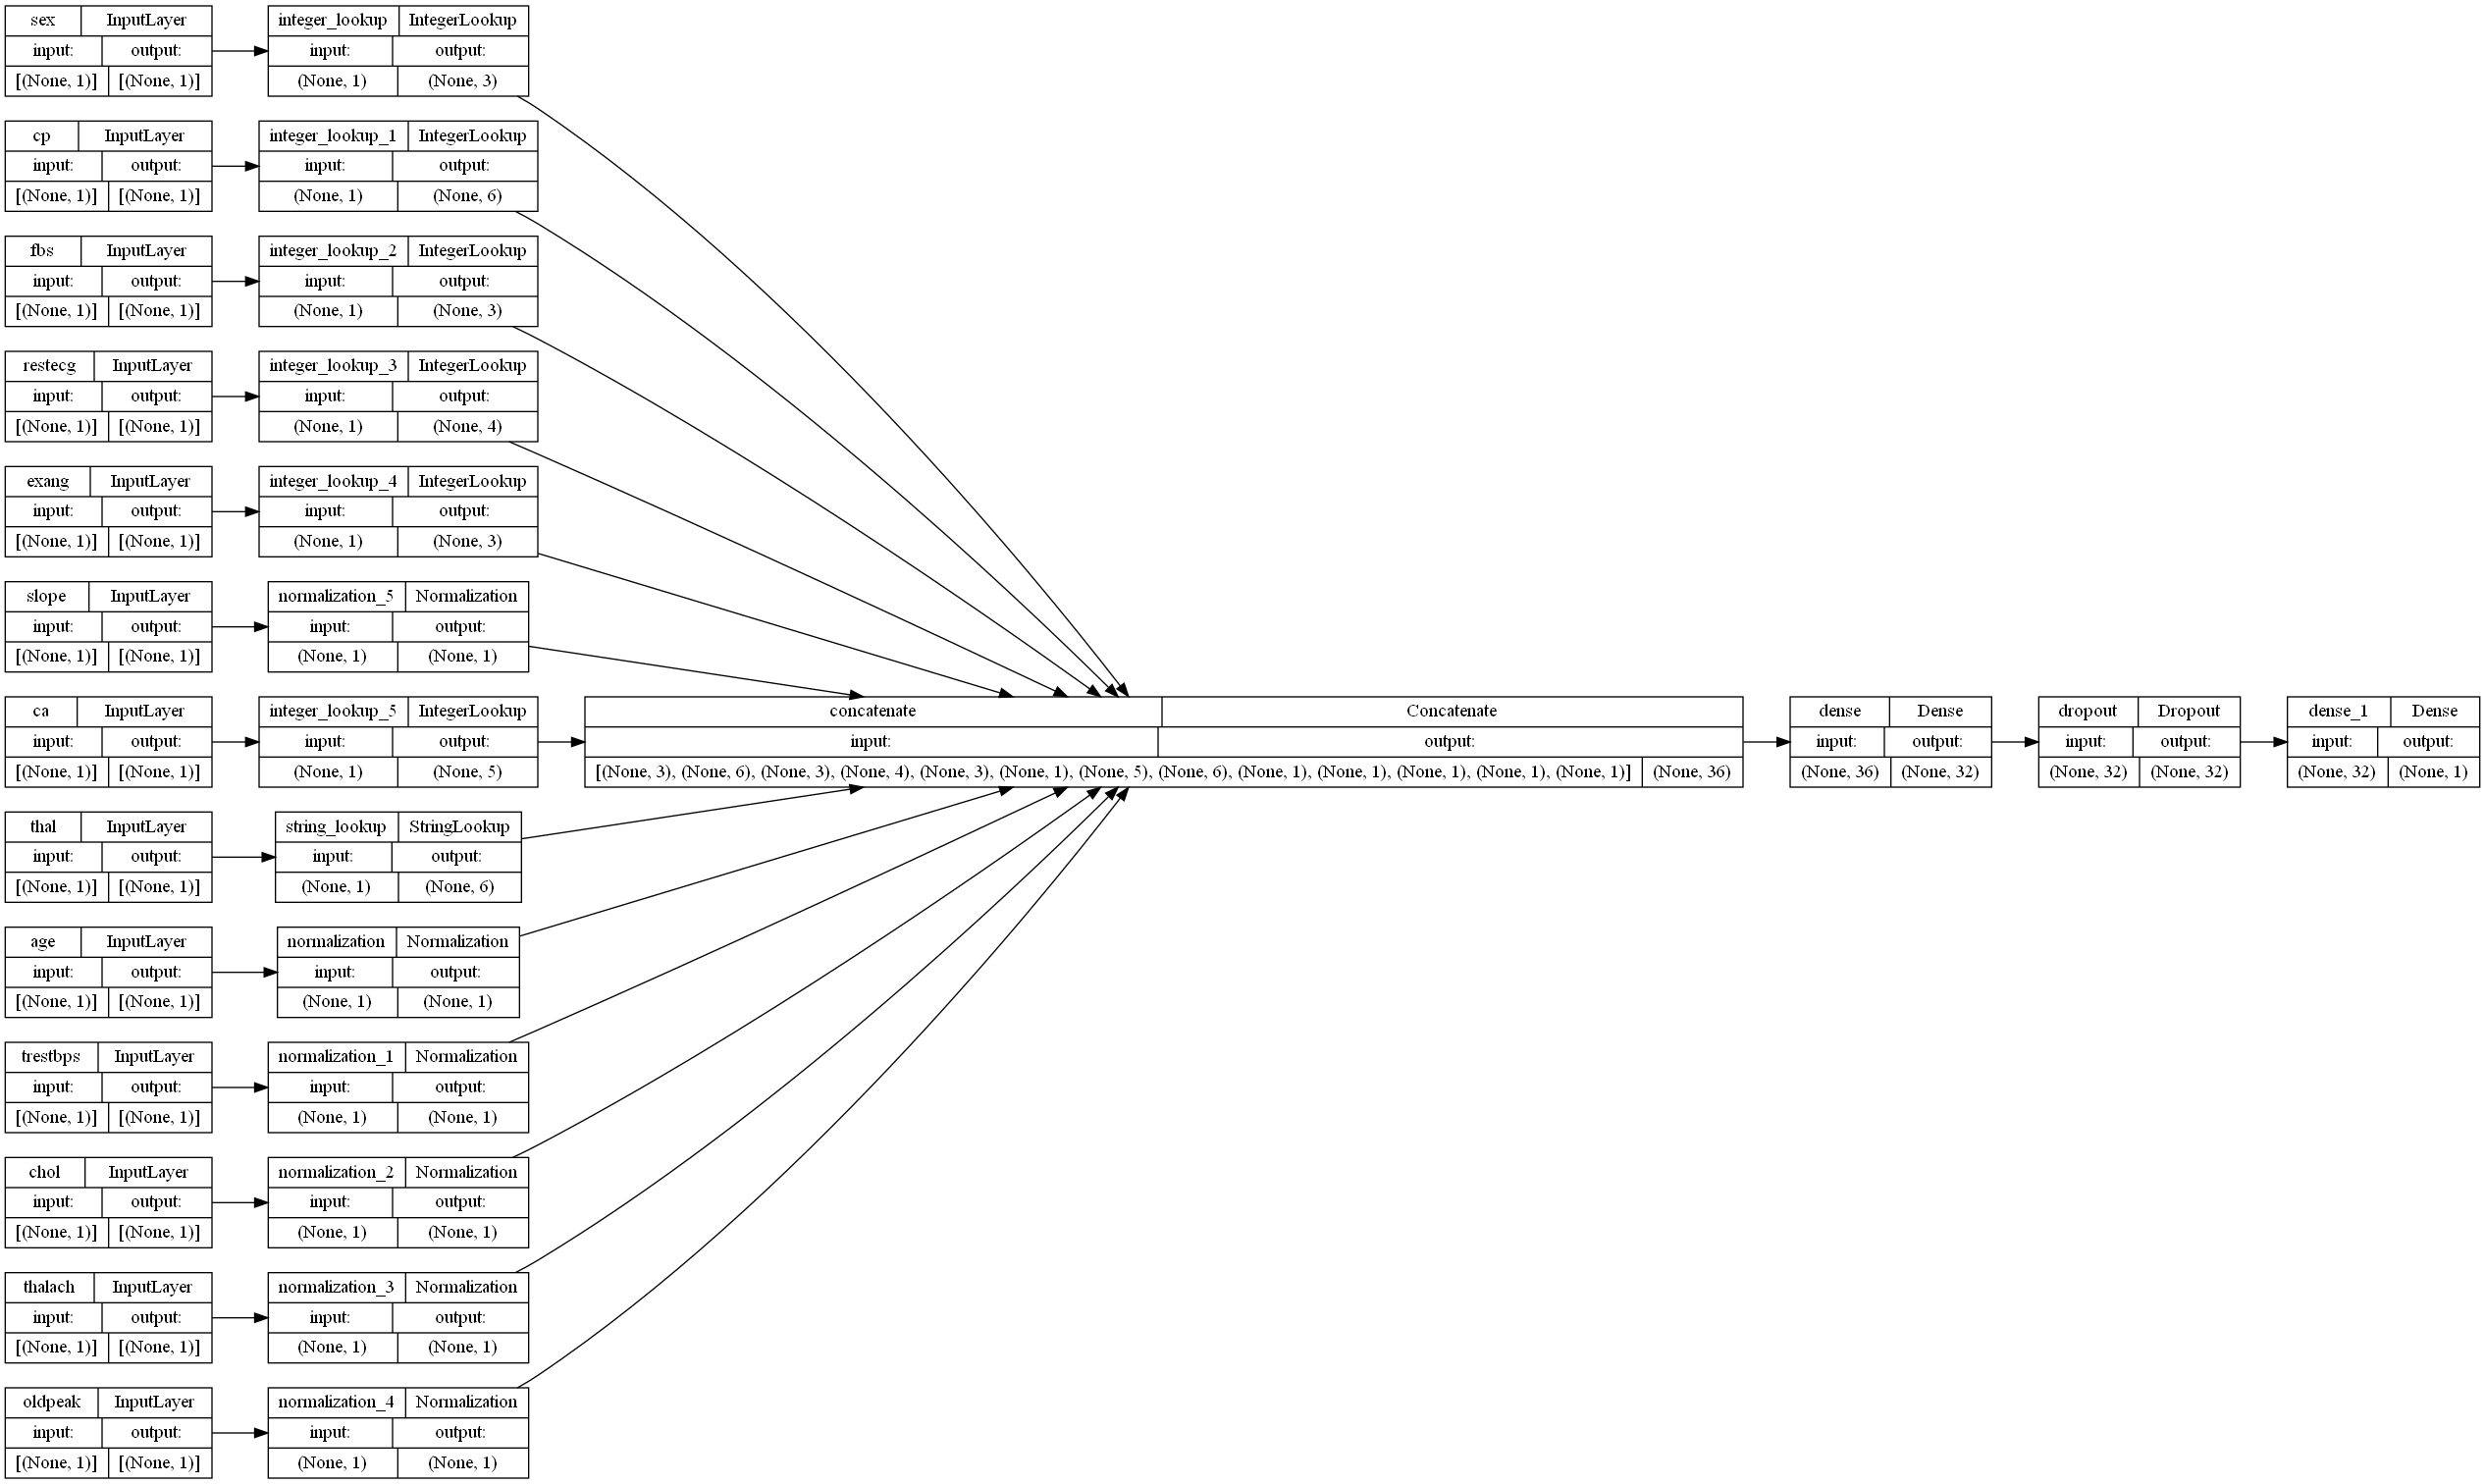 sex InputLayer
input: output:
[(None, 1)] [(None, 1)]
integer_lookup IntegerLookup
input: output:
(None, 1) (None, 3)
cp InputLayer
input: output:
[(None, 1)] [(None, 1)]
integer_lookup_1 IntegerLookup
input: output:
(None, 1) (None, 6)
fbs InputLayer
input: output:
[(None, 1)] [(None, 1)]
integer_lookup_2 IntegerLookup
input: output:
(None, 1) (None, 3)
restecg InputLayer
input: output:
[(None, 1)] [(None, 1)]
integer_lookup_3 IntegerLookup
input: output:
(None, 1) (None, 4)
exang InputLayer
input: output:
[(None, 1)] [(None, 1)]
integer_lookup_4 IntegerLookup
input: output:
(None, 1) (None, 3)
slope InputLayer
input: output:
[(None, 1)] [(None, 1)]
normalization_5 Normalization
input: output:
(None, 1) (None, 1)
ca InputLayer
input: output:
[(None, 1)] [(None, 1)]
integer_lookup_5 IntegerLookup
input: output:
(None, 1) (None, 5)
concatenate Concatenate
input: output:
[(None, 3), (None, 6), (None, 3), (None, 4), (None, 3), (None, 1), (None, 5), (None, 6), (None, 1), (None, 1), (None, 1), (None, 1), (None, 1)] (None, 36)
dense Dense
input: output:
(None, 36) (None, 32)
dropout Dropout
input: output:
(None, 32) (None, 32)
dense_1 Dense
input: output:
(None, 32) (None, 1)
thal InputLayer
input: output:
[(None, 1)] [(None, 1)]
string_lookup StringLookup
input: output:
(None, 1) (None, 6)
age InputLayer
input: output:
[(None, 1)] [(None, 1)]
normalization Normalization
input: output:
(None, 1) (None, 1)
trestbps InputLayer
input: output:
[(None, 1)] [(None, 1)]
normalization_1 Normalization
input: output:
(None, 1) (None, 1)
chol InputLayer
input: output:
[(None, 1)] [(None, 1)]
normalization_2 Normalization
input: output:
(None, 1) (None, 1)
thalach InputLayer
input: output:
[(None, 1)] [(None, 1)]
normalization_3 Normalization
input: output:
(None, 1) (None, 1)
oldpeak InputLayer
input: output:
[(None, 1)] [(None, 1)]
normalization_4 Normalization
input: output:
(None, 1) (None, 1)